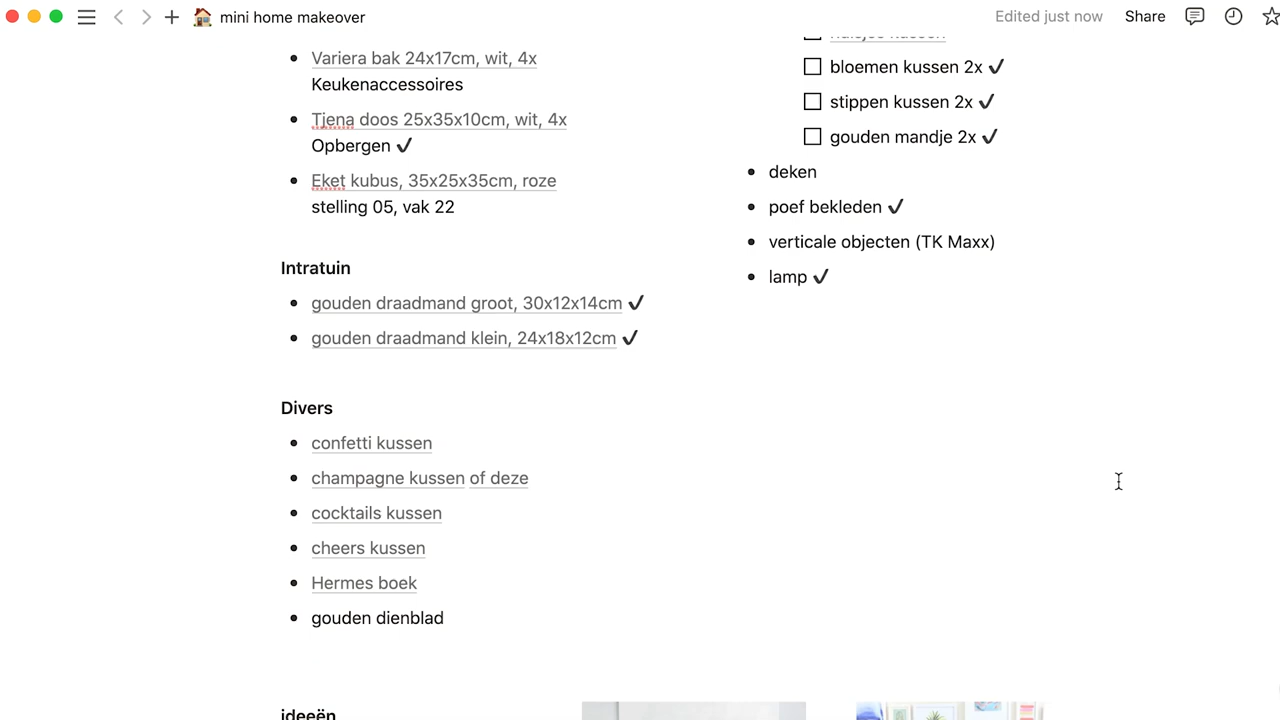 mini home makeover
Edited just now
Share
Variera bak 24x17cm, wit, 4x
Keukenaccessoires
Tjena doos 25x35x10cm, wit, 4x
Opbergen ✔
Eket kubus, 35x25x35cm, roze
stelling 05, vak 22
Intratuin
gouden draadmand groot, 30x12x14cm ✔
gouden draadmand klein, 24x18x12cm ✔
Divers
confetti kussen
champagne kussen of deze
cocktails kussen
cheers kussen
Hermes boek
gouden dienblad
ideeën
bloemen kussen 2x ✔
stippen kussen 2x ✔
gouden mandje 2x ✔
deken
poef bekleden ✔
verticale objecten (TK Maxx)
lamp ✔